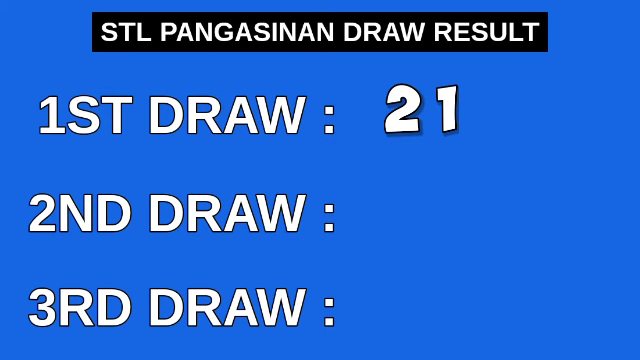 STL PANGASINAN DRAW RESULT
1ST DRAW : 21
2ND DRAW :
3RD DRAW :